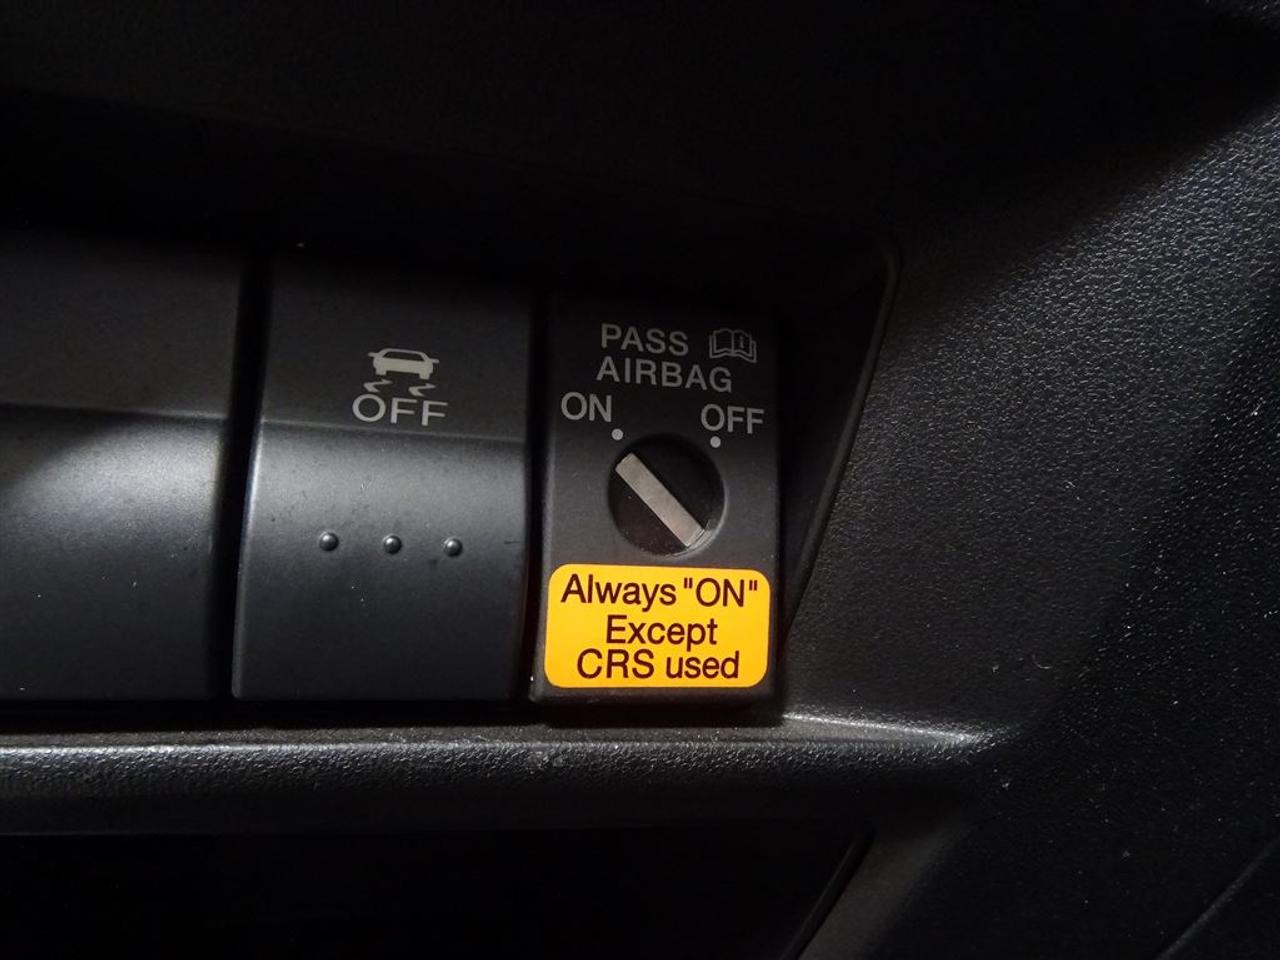 OFF
PASS
AIRBAG
ON OFF
Always "ON"
Except
CRS used